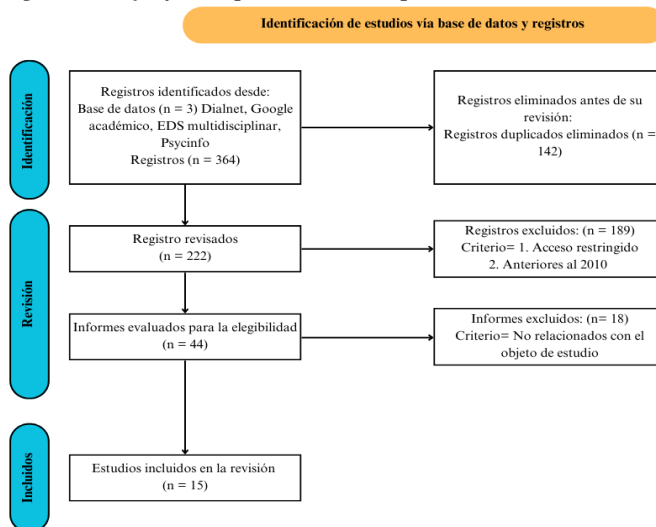 Identificación de estudios vía base de datos y registros
Identificación
Registros identificados desde:
Base de datos (n = 3) Dialnet, Google
académico, EDS multidisciplinar,
Psycinfo
Registros (n = 364)
Registros eliminados antes de su
revisión:
Registros duplicados eliminados (n =
142)
Revisión
Registro revisados
(n = 222)
Registros excluidos: (n = 189)
Criterio= 1. Acceso restringido
2. Anteriores al 2010
Informes evaluados para la elegibilidad
(n = 44)
Informes excluidos: (n= 18)
Criterio= No relacionados con el
objeto de estudio
Incluidos
Estudios incluidos en la revisión
(n = 15)